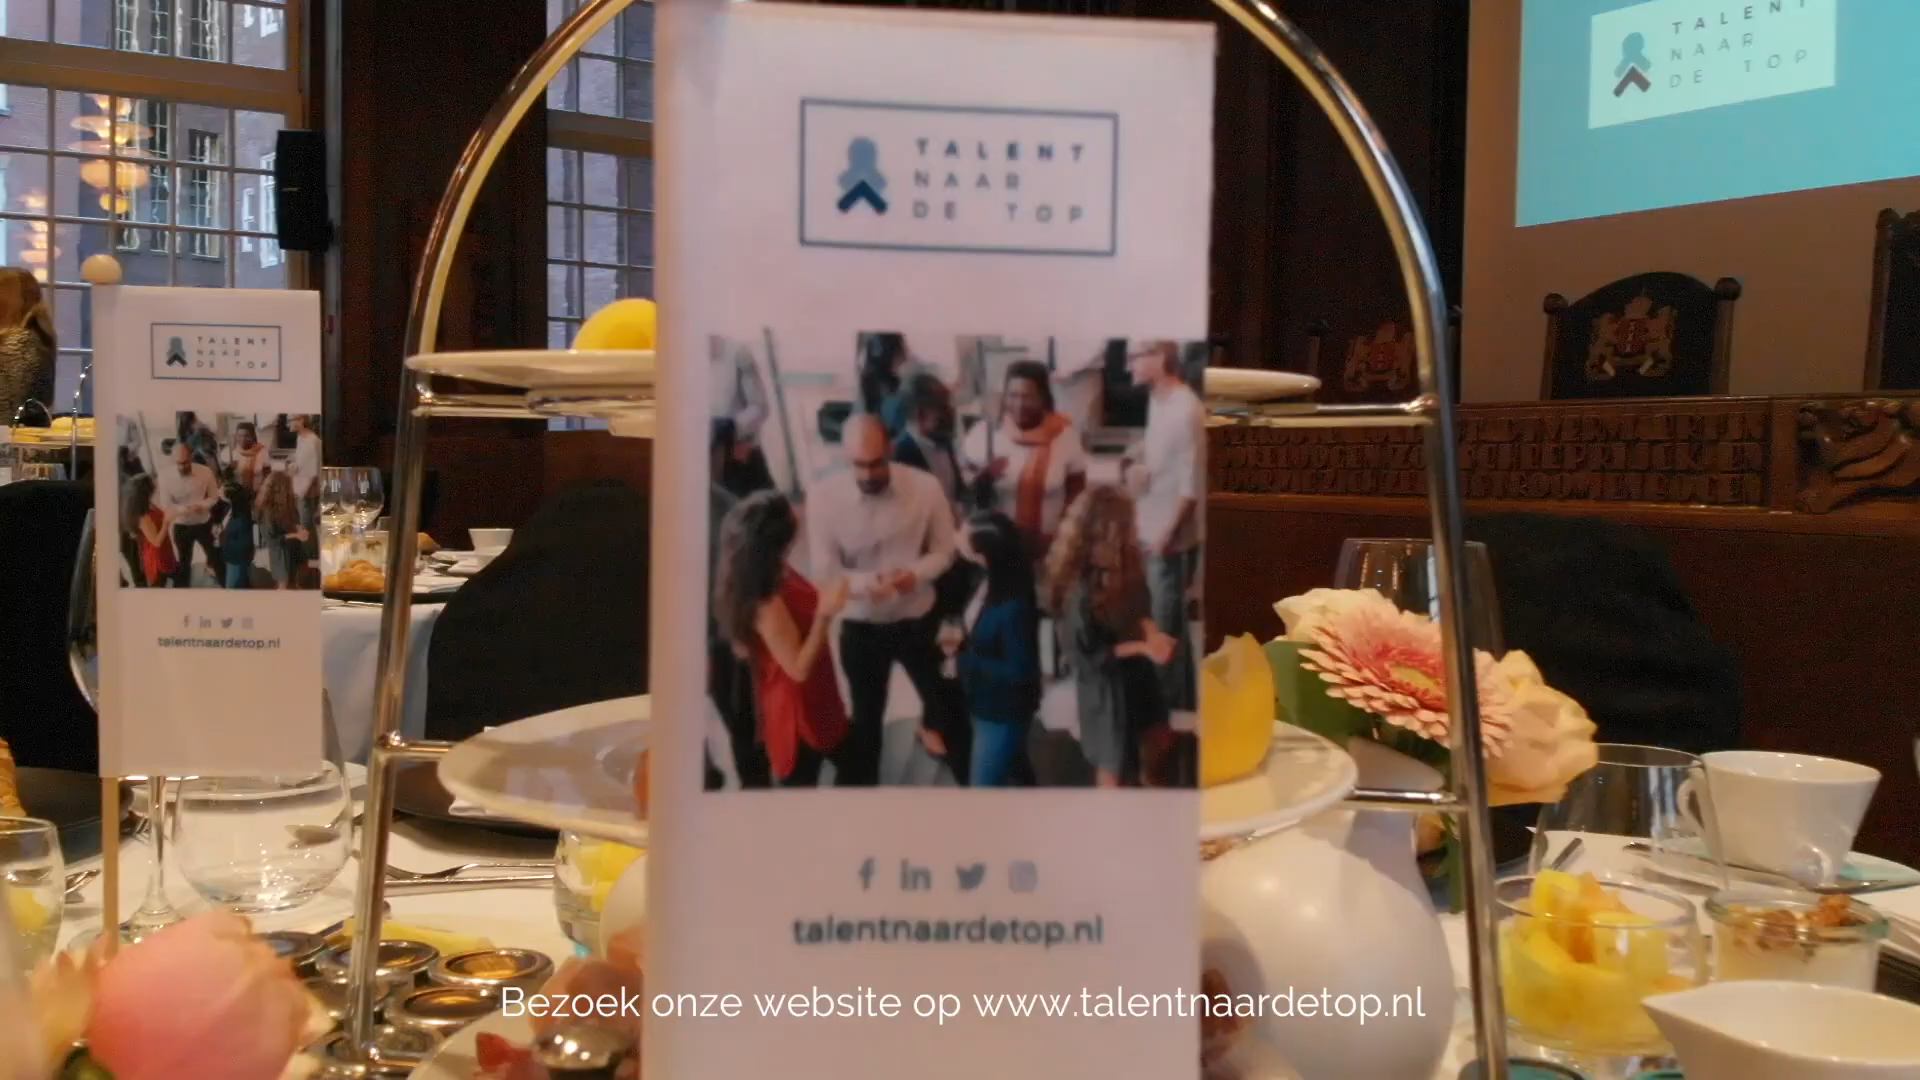 TALENT
NAAR
DE TOP
TALENT
NAAR
DE TOP
talentnaardetop.nl
TALENT
NAAR
DE TOP
talentnaardetop.nl
Bezoek onze website op www.talentnaardetop.nl